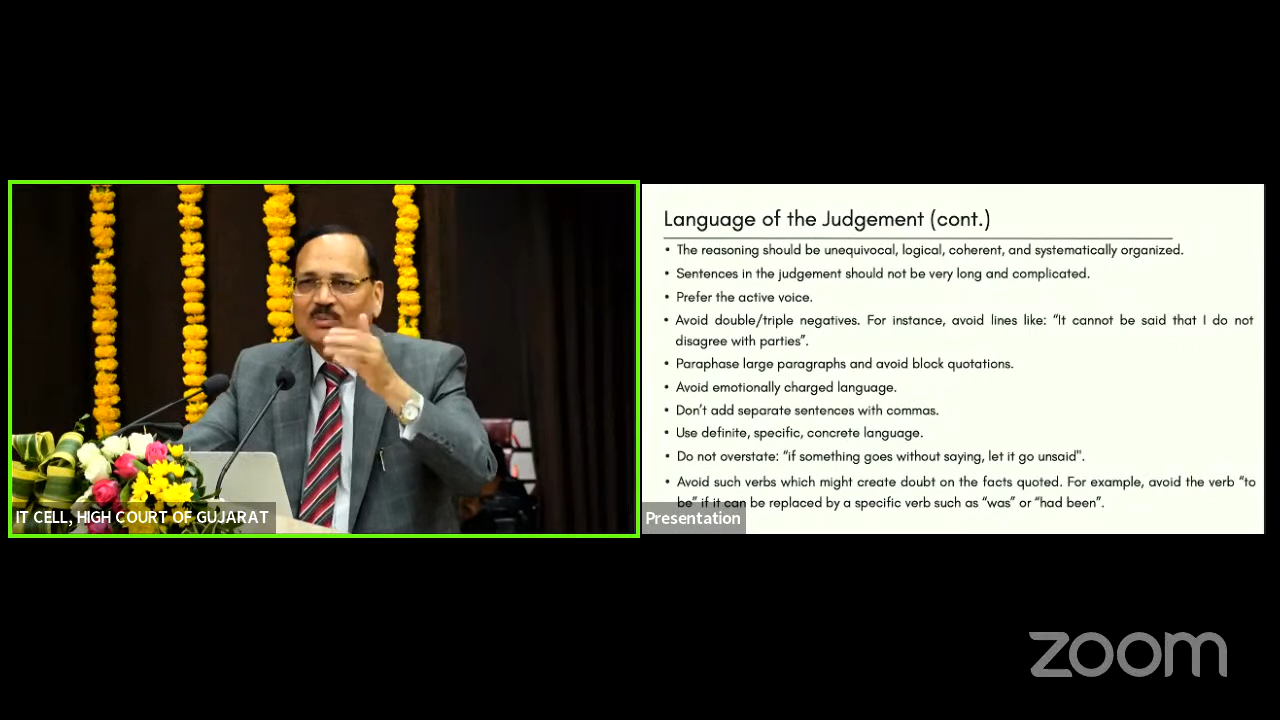 Language of the Judgement (cont.)
• The reasoning should be unequivocal, logical, coherent, and systematically organized.
• Sentences in the judgement should not be very long and complicated.
• Prefer the active voice.
• Avoid double/triple negatives. For instance, avoid lines like: “It cannot be said that I do not
disagree with parties”.
• Paraphase large paragraphs and avoid block quotations.
• Avoid emotionally charged language.
• Don’t add separate sentences with commas.
• Use definite, specific, concrete language.
• Do not overstate: “if something goes without saying, let it go unsaid".
• Avoid such verbs which might create doubt on the facts quoted. For example, avoid the verb “to
be” if it can be replaced by a specific verb such as “was” or “had been”.
IT CELL, HIGH COURT OF GUJARAT
Presentation
zoom